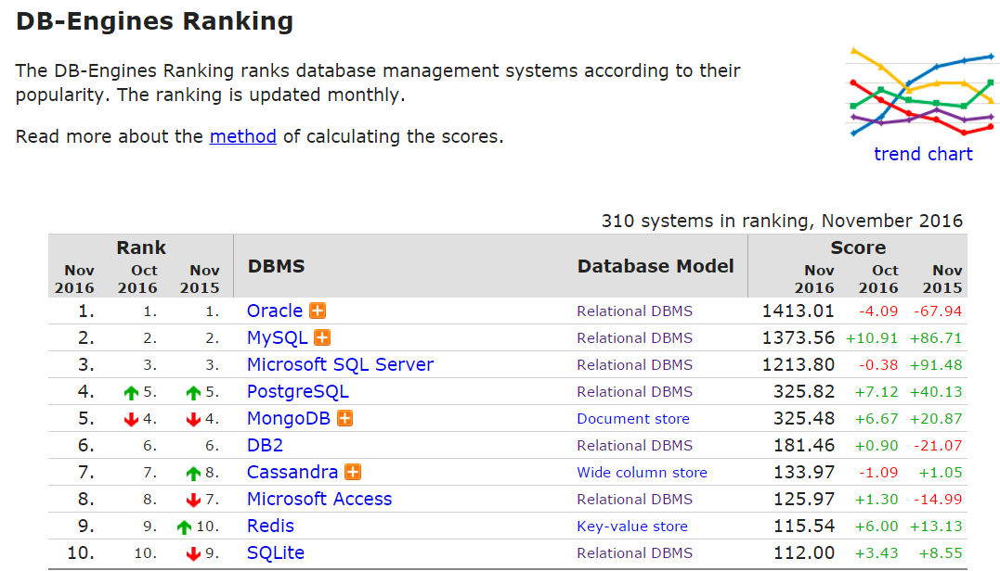 DB-Engines Ranking
The DB-Engines Ranking ranks database management systems according to their
popularity. The ranking is updated monthly.
Read more about the method of calculating the scores.
trend chart
310 systems in ranking, November 2016
Rank DBMS Database Model Score
Nov 2016 Oct 2016 Nov 2015 Nov 2016 Oct 2016 Nov 2015
1. 1. 1. Oracle Relational DBMS 1413.01 -4.09 -67.94
2. 2. 2. MySQL Relational DBMS 1373.56 +10.91 +86.71
3. 3. 3. Microsoft SQL Server Relational DBMS 1213.80 -0.38 +91.48
4. 5. 5. PostgreSQL Relational DBMS 325.82 +7.12 +40.13
5. 4. 4. MongoDB Document store 325.48 +6.67 +20.87
6. 6. 6. DB2 Relational DBMS 181.46 +0.90 -21.07
7. 7. 8. Cassandra Wide column store 133.97 -1.09 +1.05
8. 8. 7. Microsoft Access Relational DBMS 125.97 +1.30 -14.99
9. 9. 10. Redis Key-value store 115.54 +6.00 +13.13
10. 10. 9. SQLite Relational DBMS 112.00 +3.43 +8.55